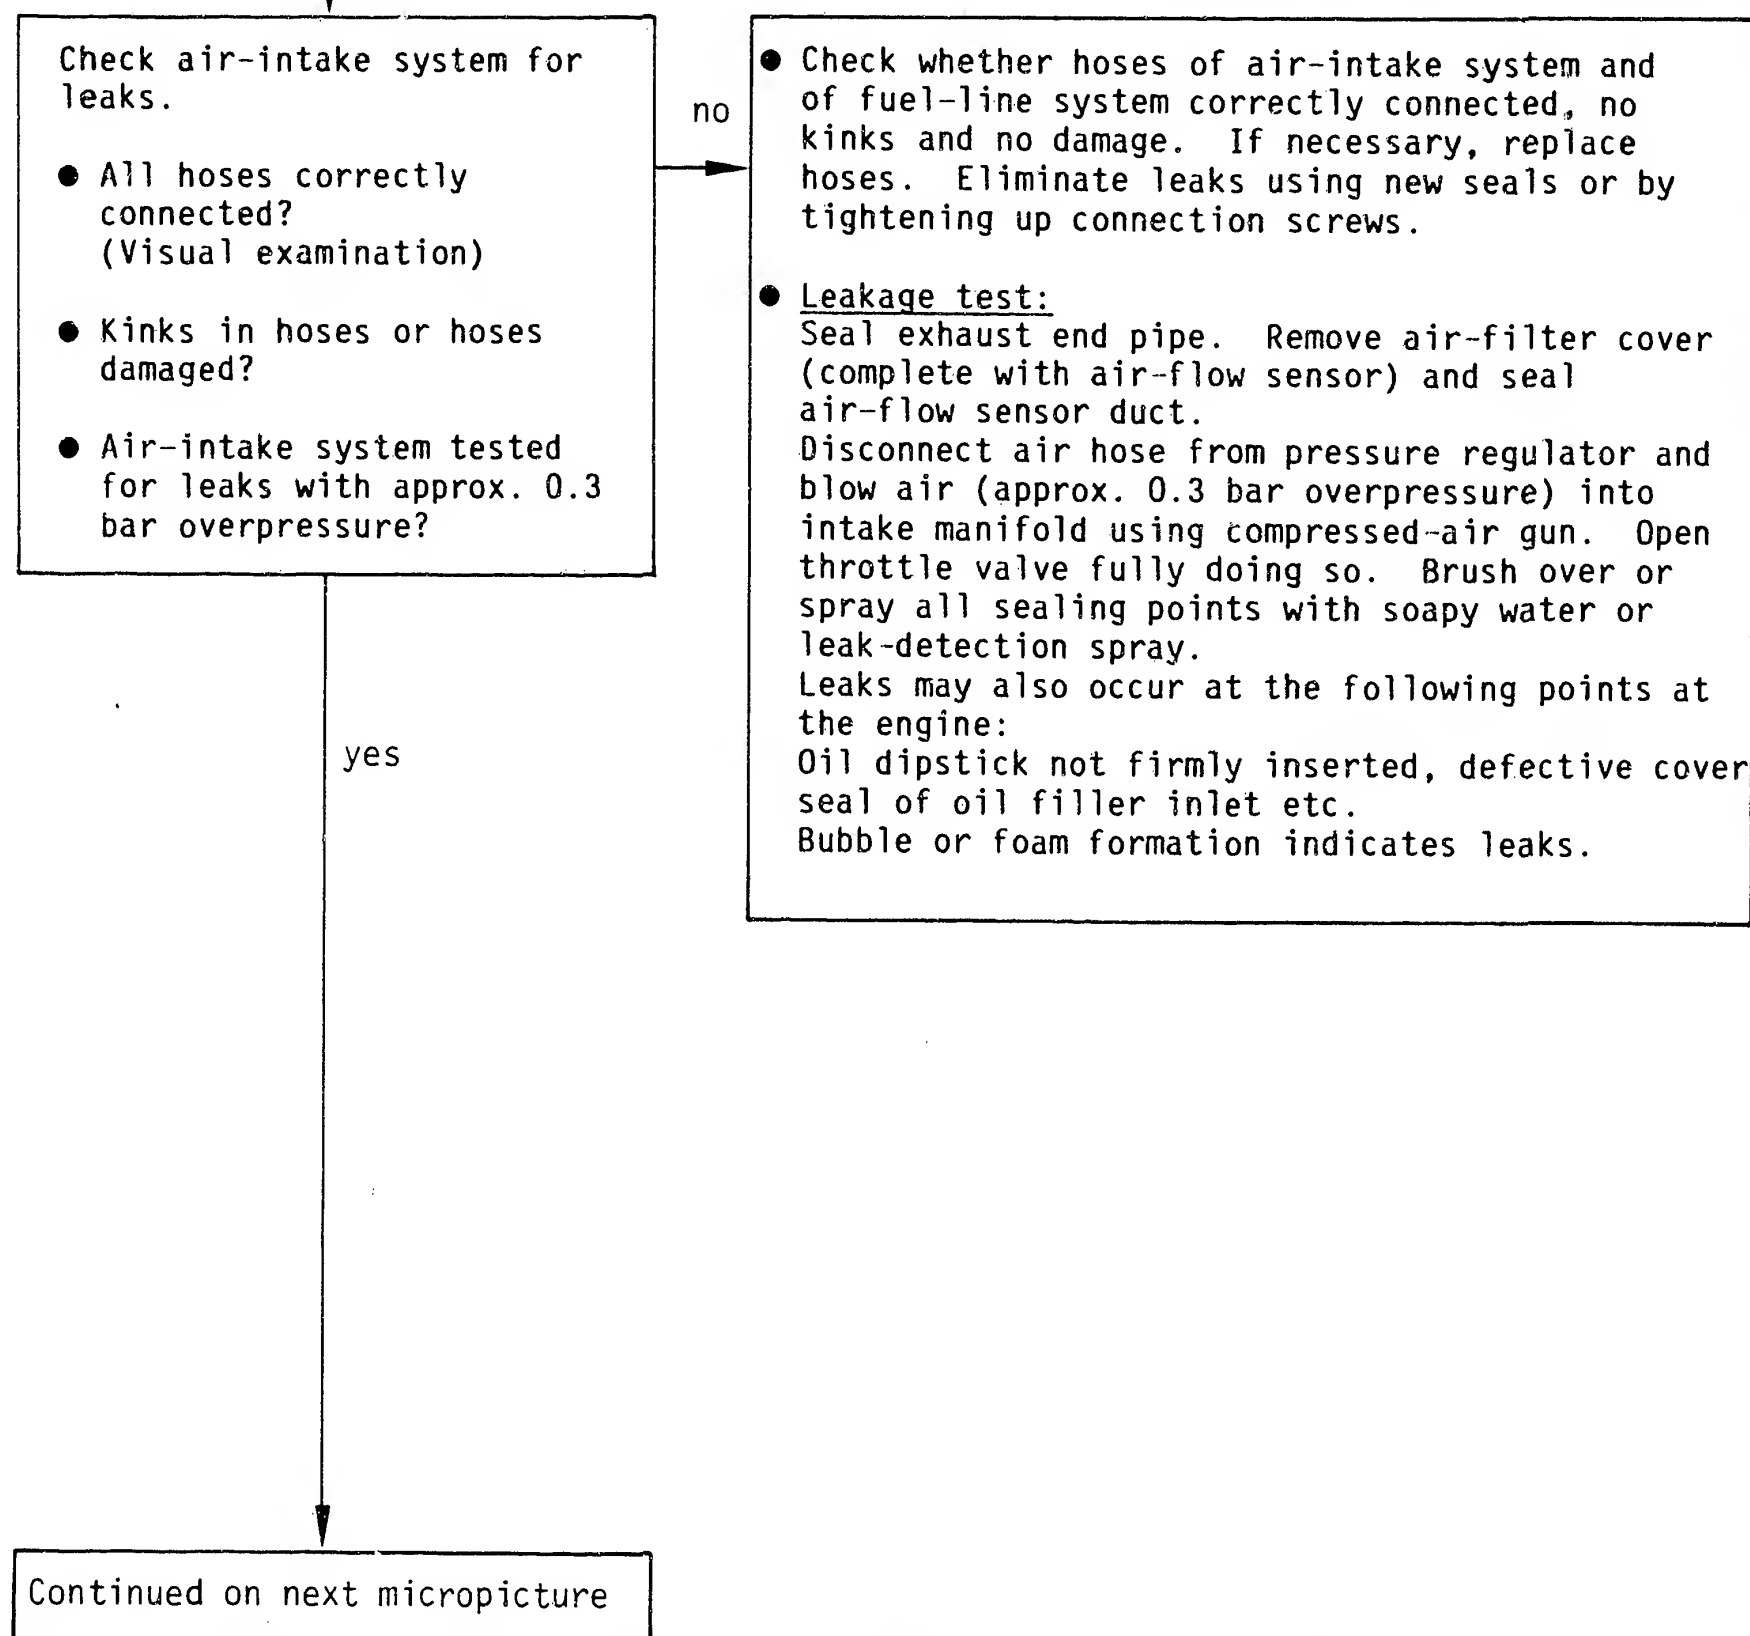 Check air-intake system for
leaks.
● All hoses correctly
connected?
(Visual examination)
● Kinks in hoses or hoses
damaged?
● Air-intake system tested
for leaks with approx. 0.3
bar overpressure?
no
● Check whether hoses of air-intake system and
of fuel-line system correctly connected, no
kinks and no damage. If necessary, replace
hoses. Eliminate leaks using new seals or by
tightening up connection screws.
● Leakage test:
Seal exhaust end pipe. Remove air-filter cover
(complete with air-flow sensor) and seal
air-flow sensor duct.
Disconnect air hose from pressure regulator and
blow air (approx. 0.3 bar overpressure) into
intake manifold using compressed-air gun. Open
throttle valve fully doing so. Brush over or
spray all sealing points with soapy water or
leak-detection spray.
Leaks may also occur at the following points at
the engine:
Oil dipstick not firmly inserted, defective cover
seal of oil filler inlet etc.
Bubble or foam formation indicates leaks.
yes
Continued on next micropicture